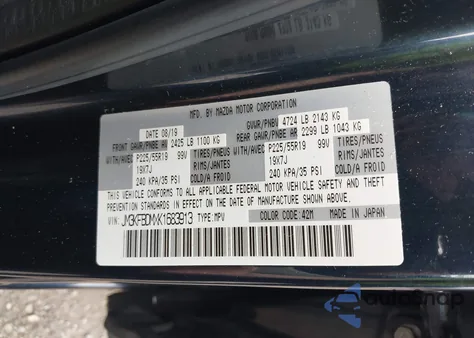 MFD. BY MAZDA MOTOR CORPORATION
DATE 08/19 GVWR/PNBV 4724 LB 2143 KG
FRONT GAWR/PNBE AV 2425 LB 1100 KG REAR GAWR/PNBE AR 2299 LB 1043 KG
WITH/AVEC P225/55R19 99V TIRES/PNEUS WITH/AVEC P225/55R19 99V TIRES/PNEUS
19X7J RIMS/JANTES 19X7J RIMS/JANTES
240 KPA/35 PSI COLD/A FROID 240 KPA/35 PSI COLD/A FROID
THIS VEHICLE CONFORMS TO ALL APPLICABLE FEDERAL MOTOR VEHICLE SAFETY, BUMPER
AND THEFT PREVENTION STANDARDS IN EFFECT ON THE DATE OF MANUFACTURE SHOWN ABOVE.
TYPE:MPV COLOR CODE:42M MADE IN JAPAN
autoSnap